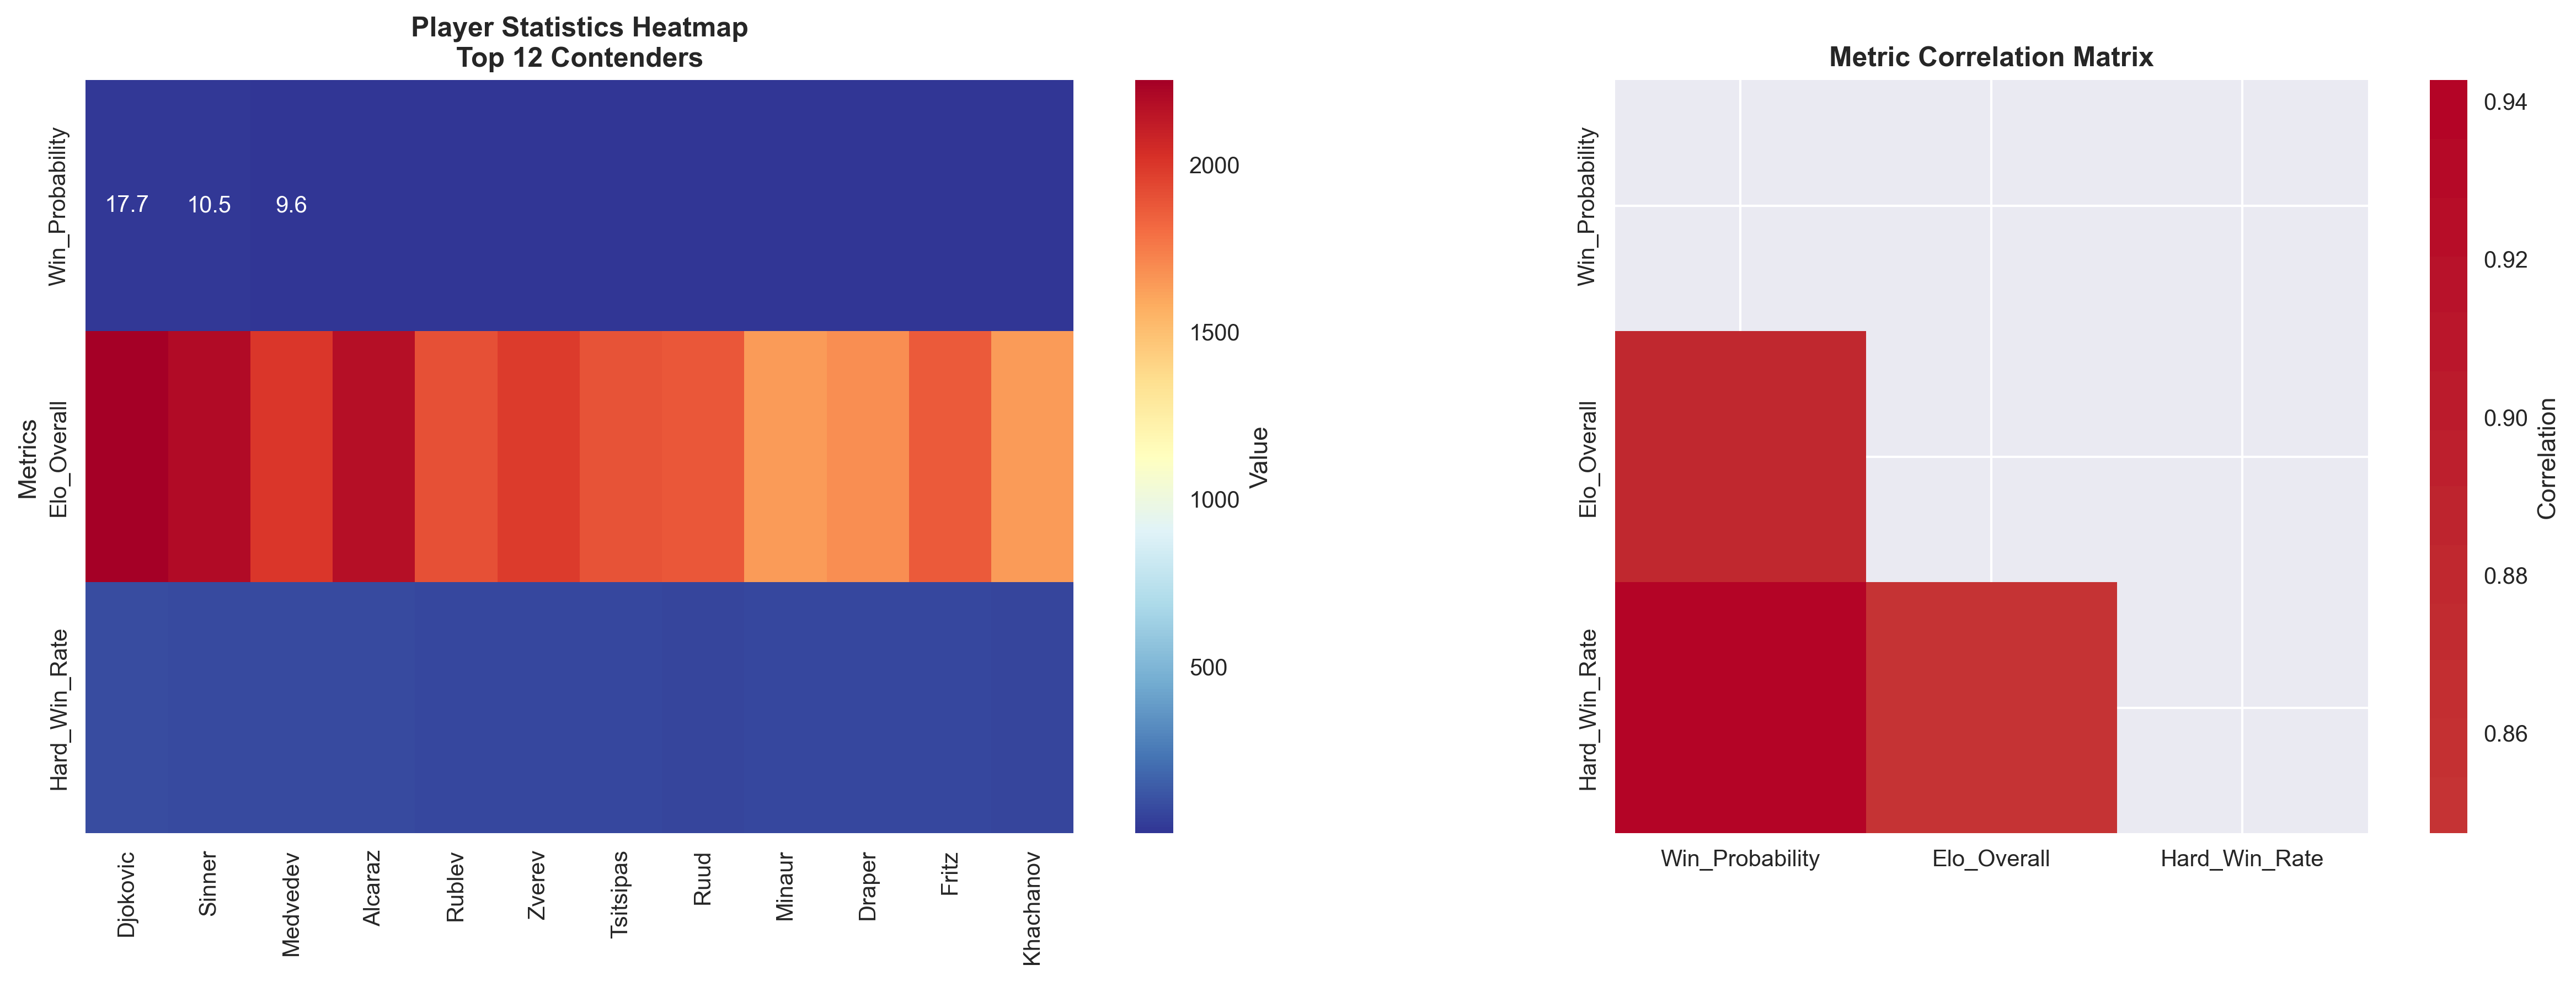 Player Statistics Heatmap
Top 12 Contenders
Metrics
Win_Probability
Elo_Overall
Hard_Win_Rate
17.7 10.5 9.6
Djokovic
Sinner
Medvedev
Alcaraz
Rublev
Zverev
Tsitsipas
Ruud
Minaur
Draper
Fritz
Khachanov
2000
1500
1000
500
Value
Metric Correlation Matrix
Win_Probability
Elo_Overall
Hard_Win_Rate
Win_Probability Elo_Overall Hard_Win_Rate
0.94
0.92
0.90
0.88
0.86
Correlation